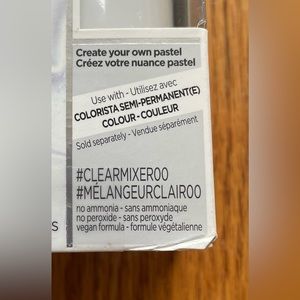 Create your own pastel
Créez votre nuance pastel
Use with - Utilisez avec
COLORISTA SEMI-PERMANENT(E)
COLOUR - COULEUR
Sold separately - Vendue séparément
#CLEARMIXER00
#MÉLANGEURCLAIR00
no ammonia - sans ammoniaque
no peroxide - sans peroxyde
vegan formula - formule végétalienne